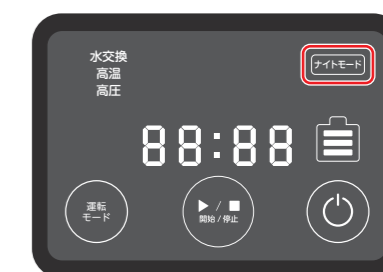 水交換
高温
高圧
ナイトモード
88:88
運転
モード
▶ / ■
開始 / 停止